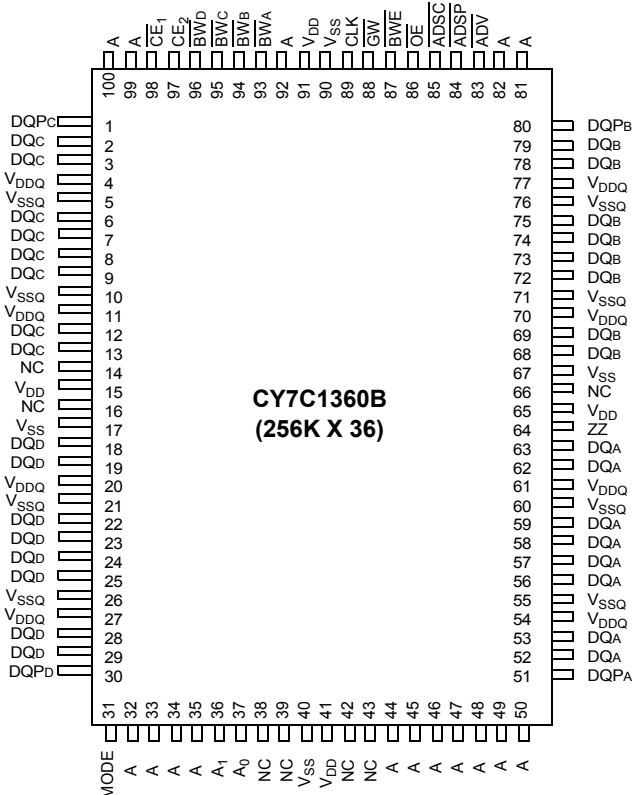 A
A
CE1
CE2
BWD
BWC
BWB
BWA
A
VDD
VSS
CLK
GW
BWE
OE
ADSC
ADSP
ADV
A
A
100
99
98
97
96
95
94
93
92
91
90
89
88
87
86
85
84
83
82
81
DQPC 1
DQC 2
DQC 3
VDDQ 4
VSSQ 5
DQC 6
DQC 7
DQC 8
DQC 9
VSSQ 10
VDDQ 11
DQC 12
DQC 13
NC 14
VDD 15
NC 16
VSS 17
DQD 18
DQD 19
VDDQ 20
VSSQ 21
DQD 22
DQD 23
DQD 24
DQD 25
VSSQ 26
VDDQ 27
DQD 28
DQD 29
DQPD 30
CY7C1360B
(256K X 36)
80 DQPB
79 DQB
78 DQB
77 VDDQ
76 VSSQ
75 DQB
74 DQB
73 DQB
72 DQB
71 VSSQ
70 VDDQ
69 DQB
68 DQB
67 VSS
66 NC
65 VDD
64 ZZ
63 DQA
62 DQA
61 VDDQ
60 VSSQ
59 DQA
58 DQA
57 DQA
56 DQA
55 VSSQ
54 VDDQ
53 DQA
52 DQA
51 DQPA
31
32
33
34
35
36
37
38
39
40
41
42
43
44
45
46
47
48
49
50
MODE
A
A
A
A
A1
A0
NC
NC
VSS
VDD
NC
NC
A
A
A
A
A
A
A